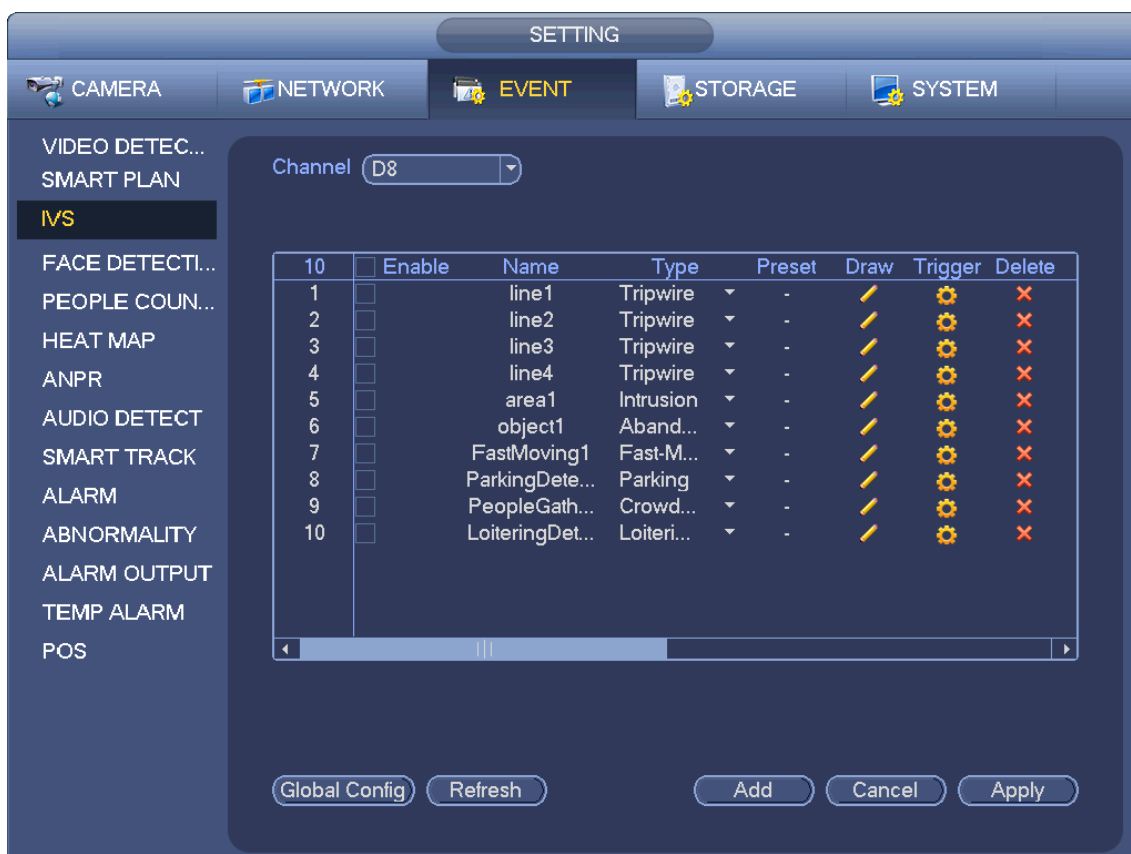 SETTING
CAMERA NETWORK EVENT STORAGE SYSTEM
VIDEO DETEC...
SMART PLAN
IVS
FACE DETECTI...
PEOPLE COUN...
HEAT MAP
ANPR
AUDIO DETECT
SMART TRACK
ALARM
ABNORMALITY
ALARM OUTPUT
TEMP ALARM
POS
Channel D8
10 Enable Name Type Preset Draw Trigger Delete
1 line1 Tripwire -
2 line2 Tripwire -
3 line3 Tripwire -
4 line4 Tripwire -
5 area1 Intrusion -
6 object1 Aband... -
7 FastMoving1 Fast-M... -
8 ParkingDete... Parking -
9 PeopleGath... Crowd... -
10 LoiteringDet... Loiteri... -
Global Config Refresh Add Cancel Apply